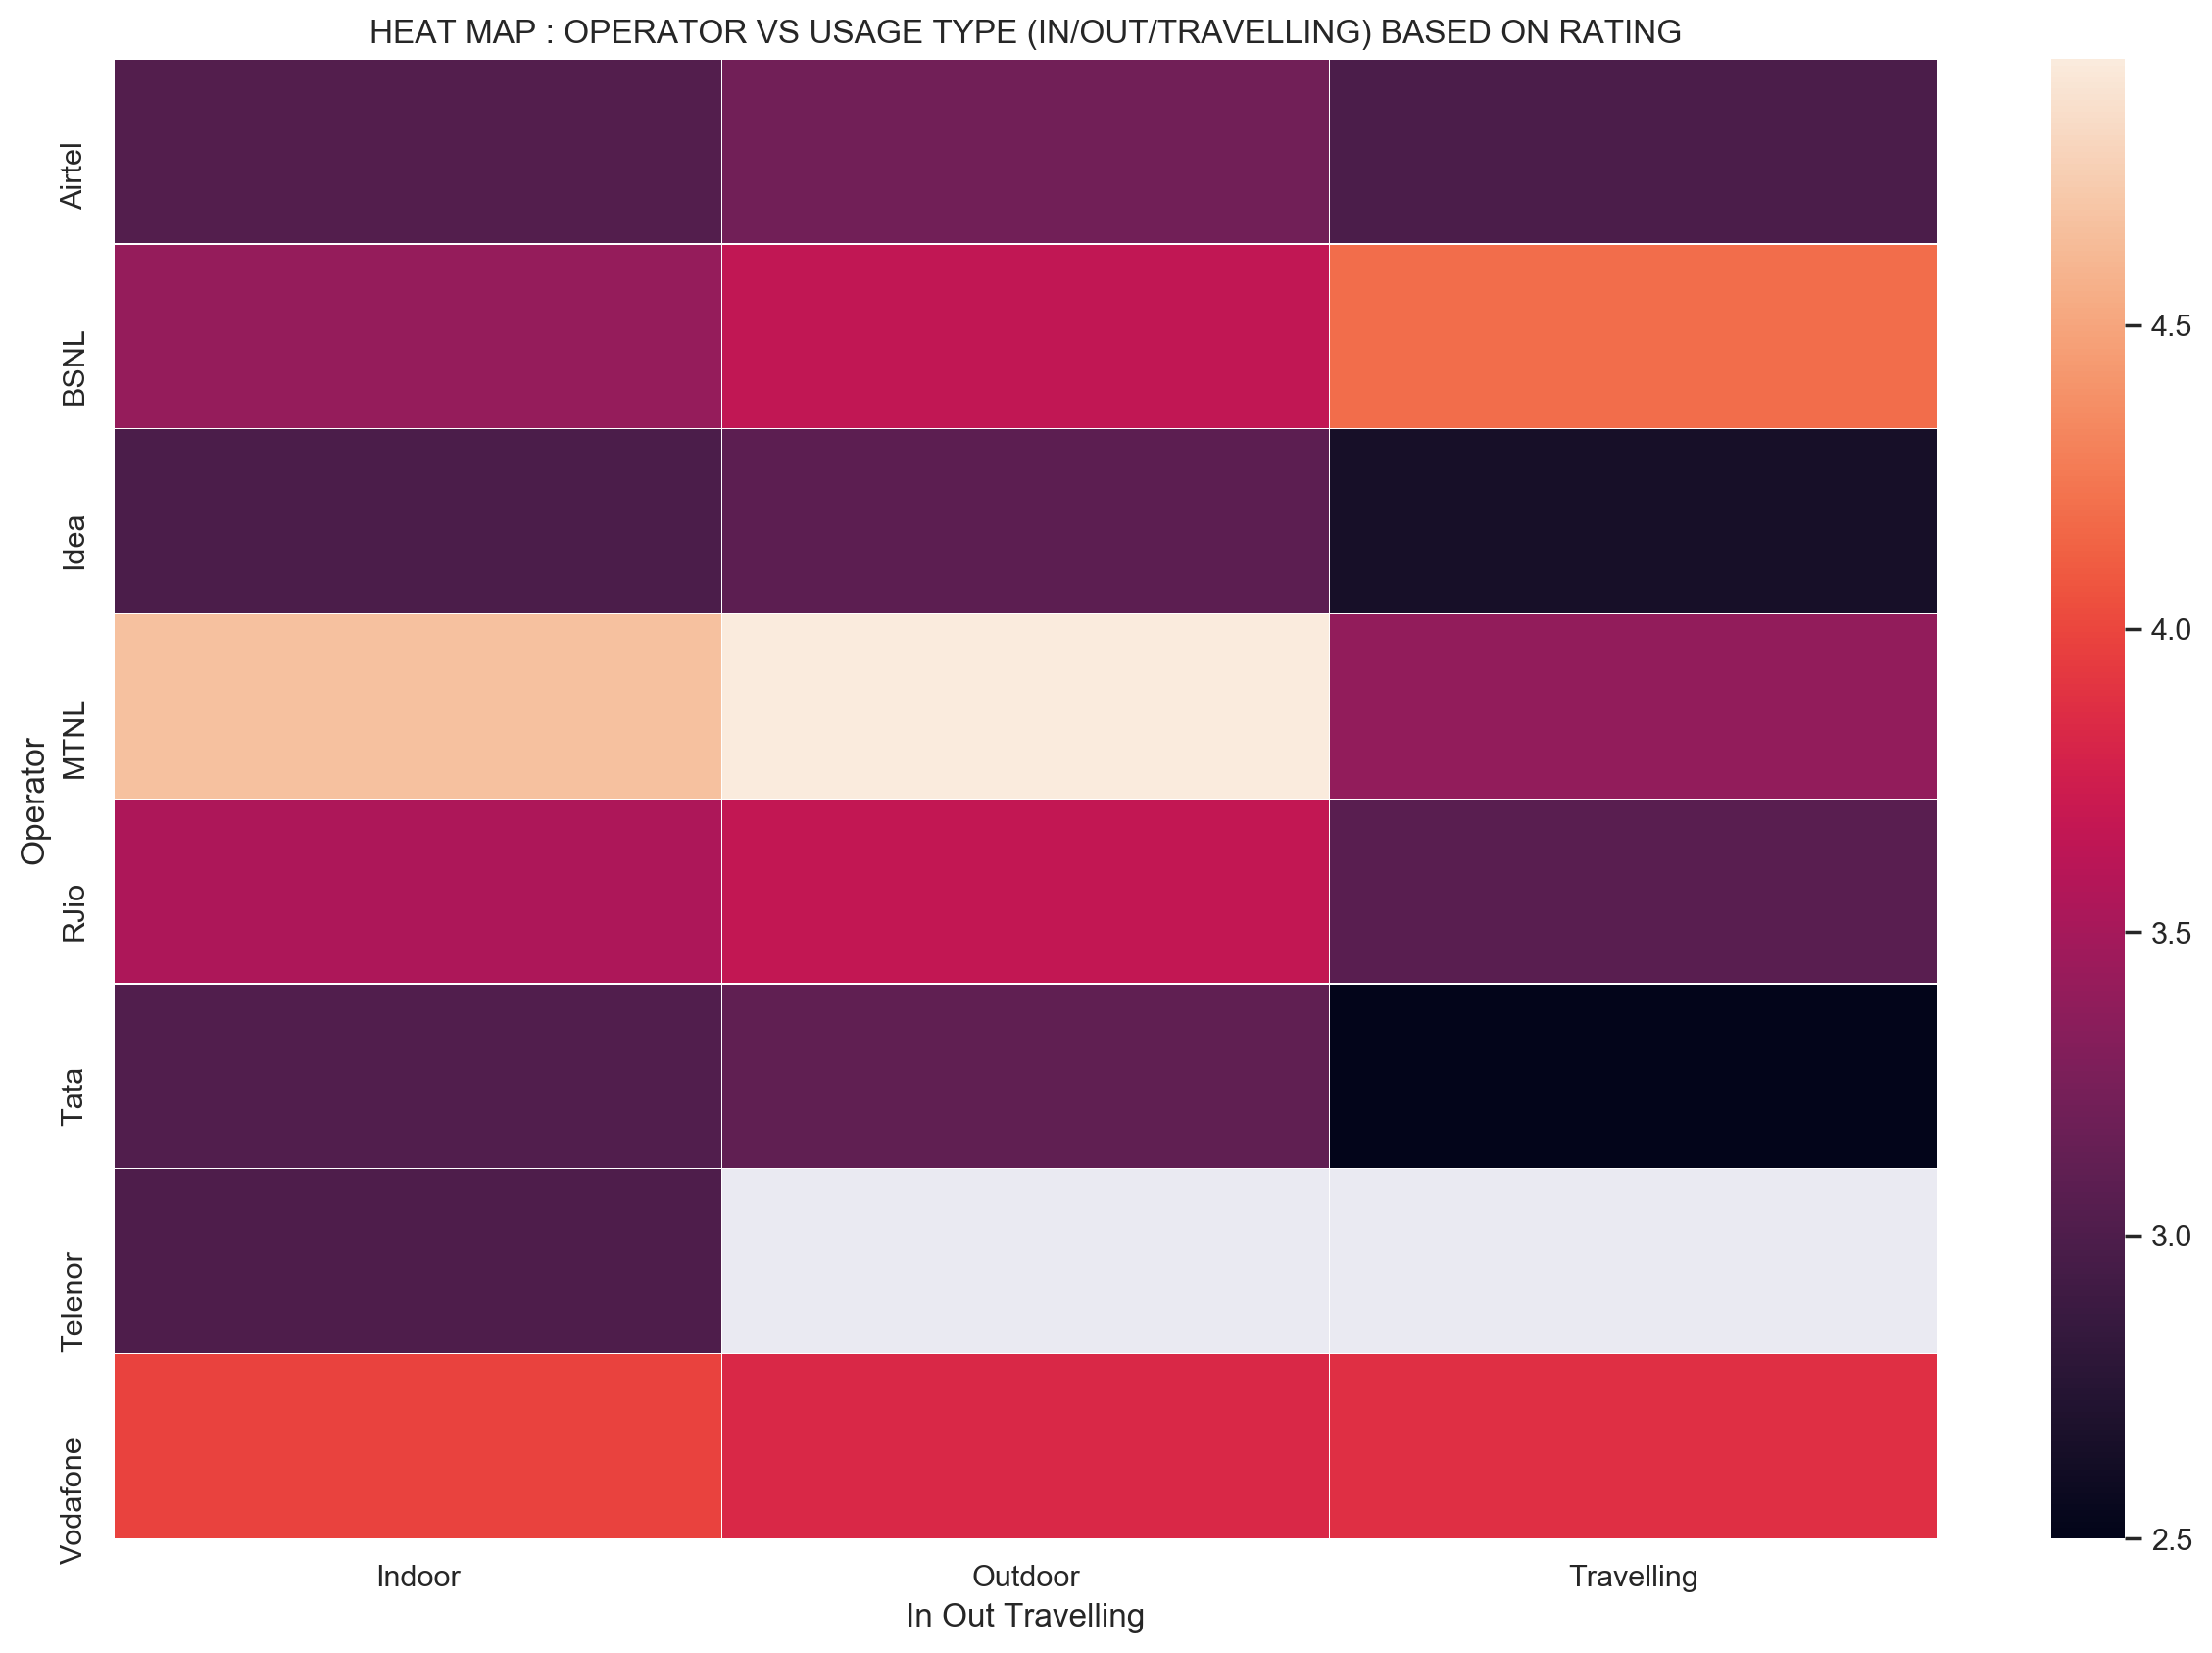 HEAT MAP : OPERATOR VS USAGE TYPE (IN/OUT/TRAVELLING) BASED ON RATING
Operator
Airtel
BSNL
Idea
MTNL
RJio
Tata
Telenor
Vodafone
Indoor
Outdoor
Travelling
In Out Travelling
4.5
4.0
3.5
3.0
2.5